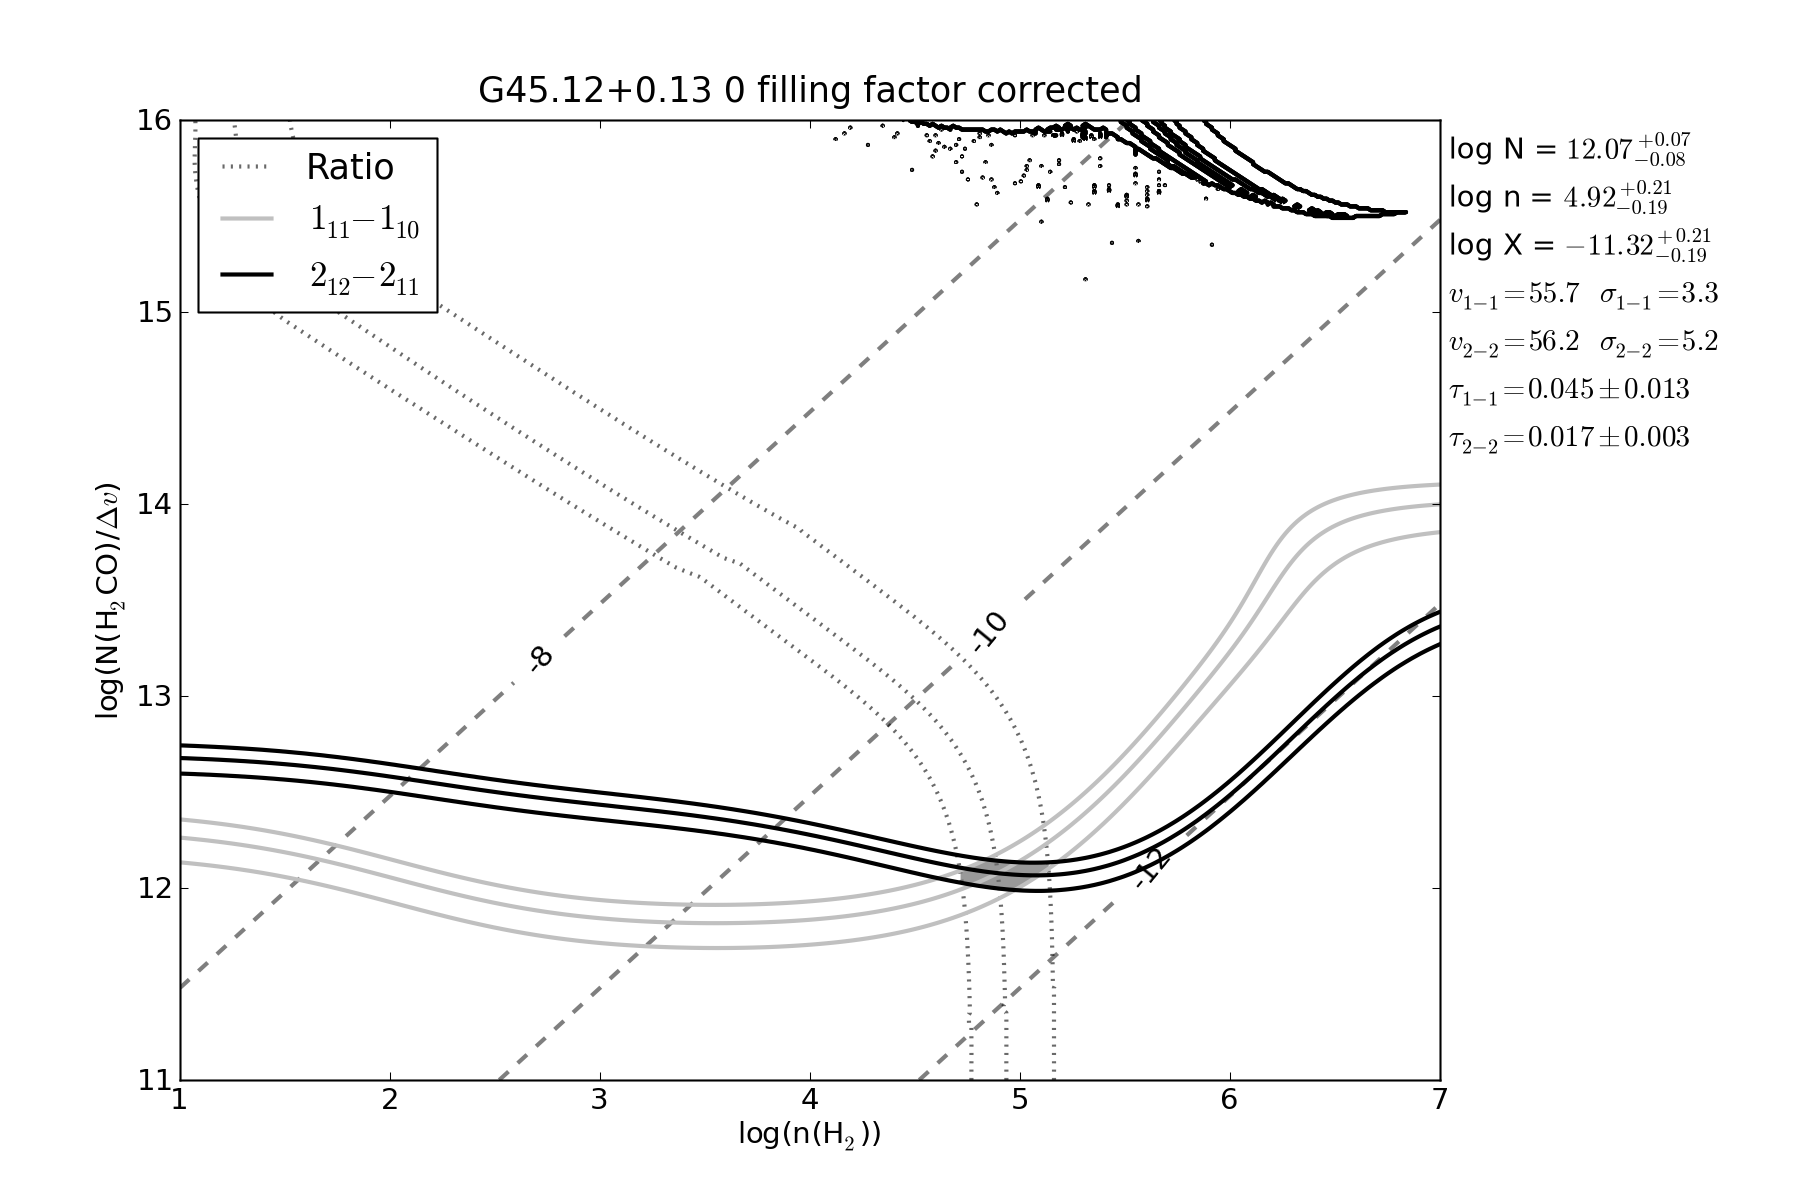 G45.12+0.13 0 filling factor corrected
16
15
14
13
12
11
log(N(H₂CO)/Δv)
Ratio
1₁₁−1₁₀
2₁₂−2₁₁
-8
-10
-12
1 2 3 4 5 6 7
log(n(H₂))
log N = 12.07 +0.07 −0.08
log n = 4.92 +0.21 −0.19
log X = −11.32 +0.21 −0.19
v₁₋₁=55.7 σ₁₋₁=3.3
v₂₋₂=56.2 σ₂₋₂=5.2
τ₁₋₁=0.045±0.013
τ₂₋₂=0.017±0.003